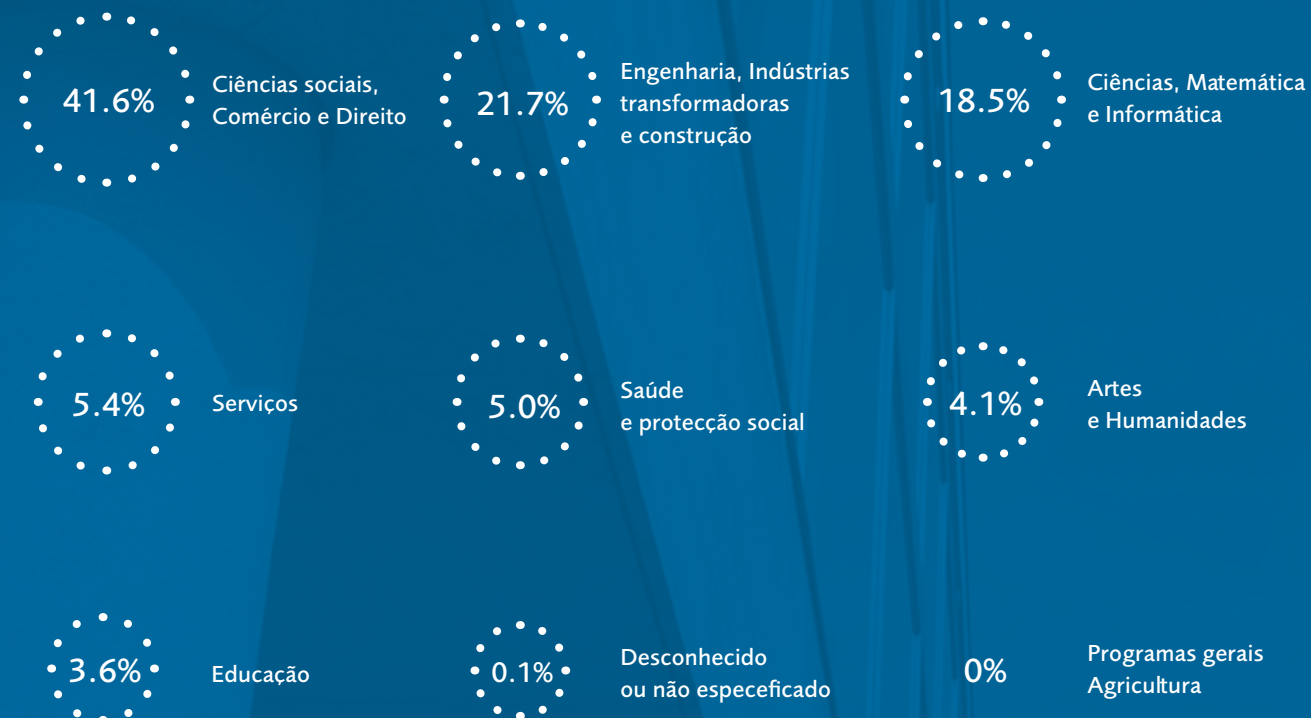 41.6%
Ciências sociais,
Comércio e Direito
21.7%
Engenharia, Indústrias
transformadoras
e construção
18.5%
Ciências, Matemática
e Informática
5.4%
Serviços
5.0%
Saúde
e protecção social
4.1%
Artes
e Humanidades
3.6%
Educação
0.1%
Desconhecido
ou não especeficado
0%
Programas gerais
Agricultura